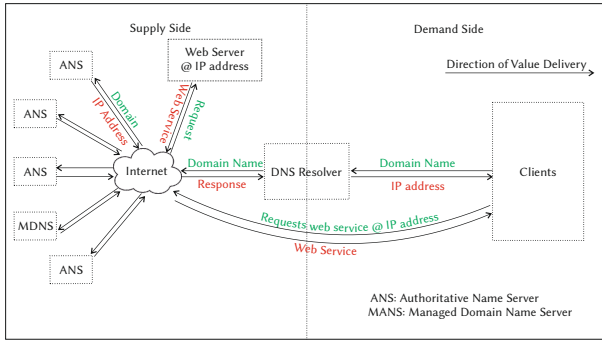 Supply Side
Demand Side
ANS
Web Server
@ IP address
Direction of Value Delivery
Domain
IP Address
Web Service
Request
ANS
ANS
Internet
Domain Name
Response
DNS Resolver
Domain Name
IP address
Clients
MDNS
Requests web service @ IP address
Web Service
ANS
ANS: Authoritative Name Server
MANS: Managed Domain Name Server